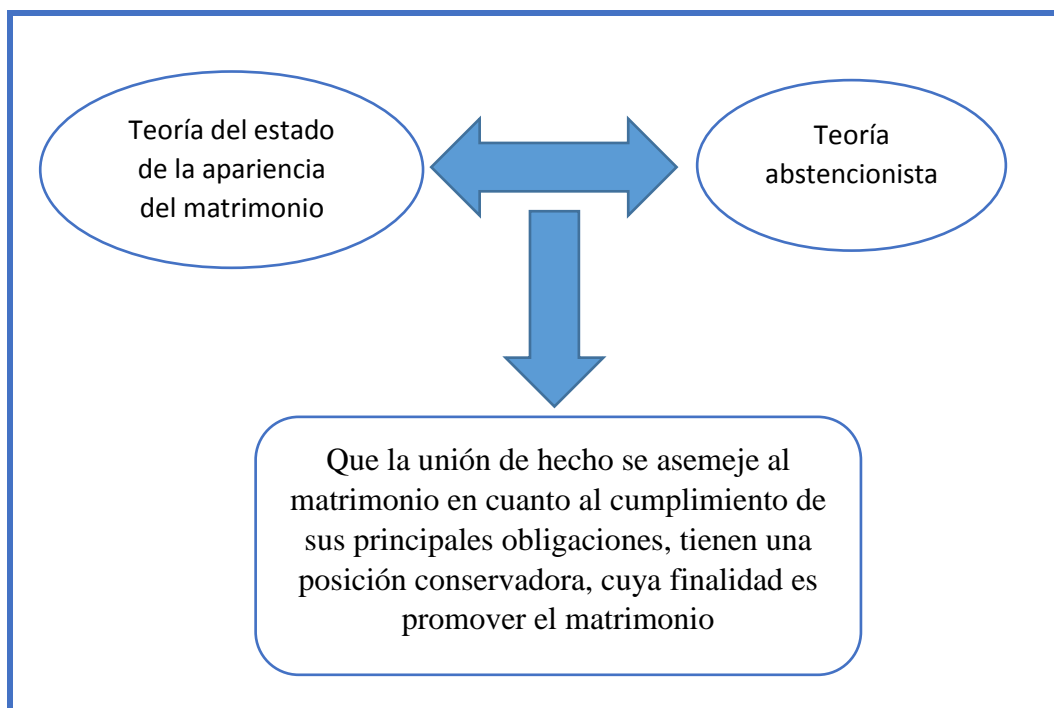 Teoría del estado
de la apariencia
del matrimonio
Teoría
abstencionista
Que la unión de hecho se asemeje al
matrimonio en cuanto al cumplimiento de
sus principales obligaciones, tienen una
posición conservadora, cuya finalidad es
promover el matrimonio